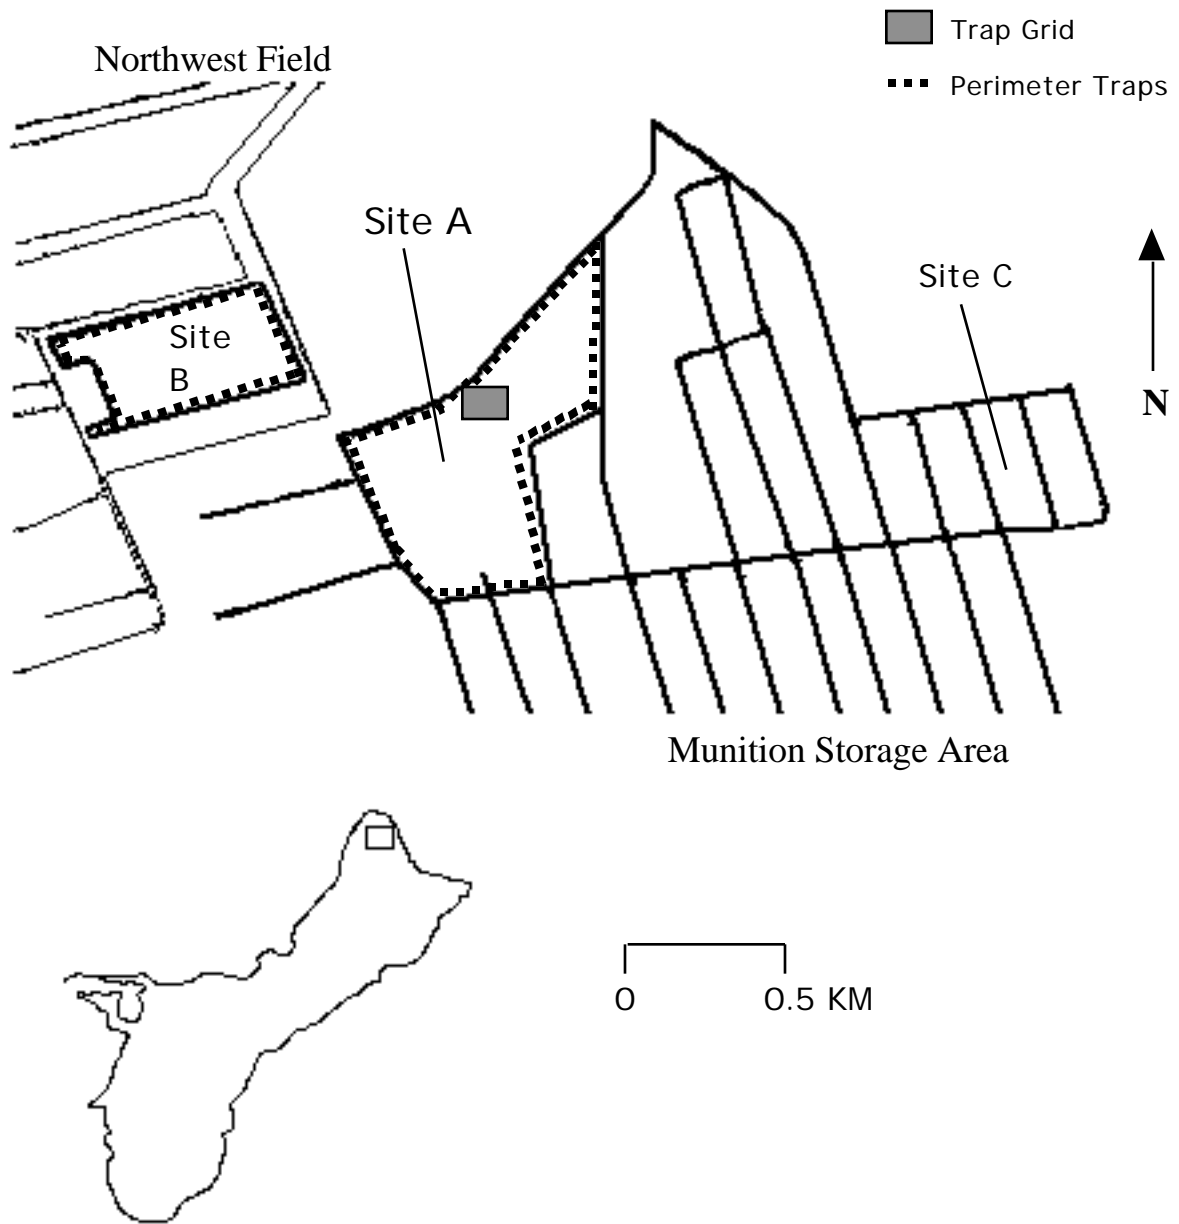 Trap Grid
Northwest Field
Perimeter Traps
Site A
Site C
Site
B
N
Munition Storage Area
0 0.5 KM